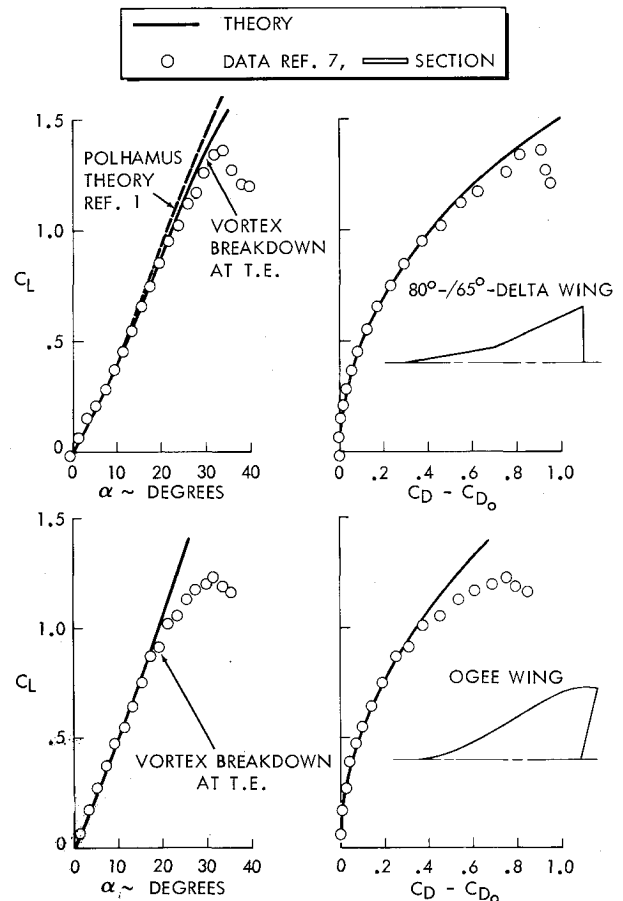 THEORY
DATA REF. 7, SECTION
1.5
1.0
.5
0
C_L
POLHAMUS
THEORY
REF. 1
VORTEX
BREAKDOWN
AT T.E.
0 10 20 30 40
α ~ DEGREES
80°-/65°-DELTA WING
0 .2 .4 .6 .8 1.0
C_D - C_D_o
1.5
1.0
.5
0
C_L
VORTEX BREAKDOWN
AT T.E.
0 10 20 30 40
α ~ DEGREES
OGEE WING
0 .2 .4 .6 .8 1.0
C_D - C_D_o